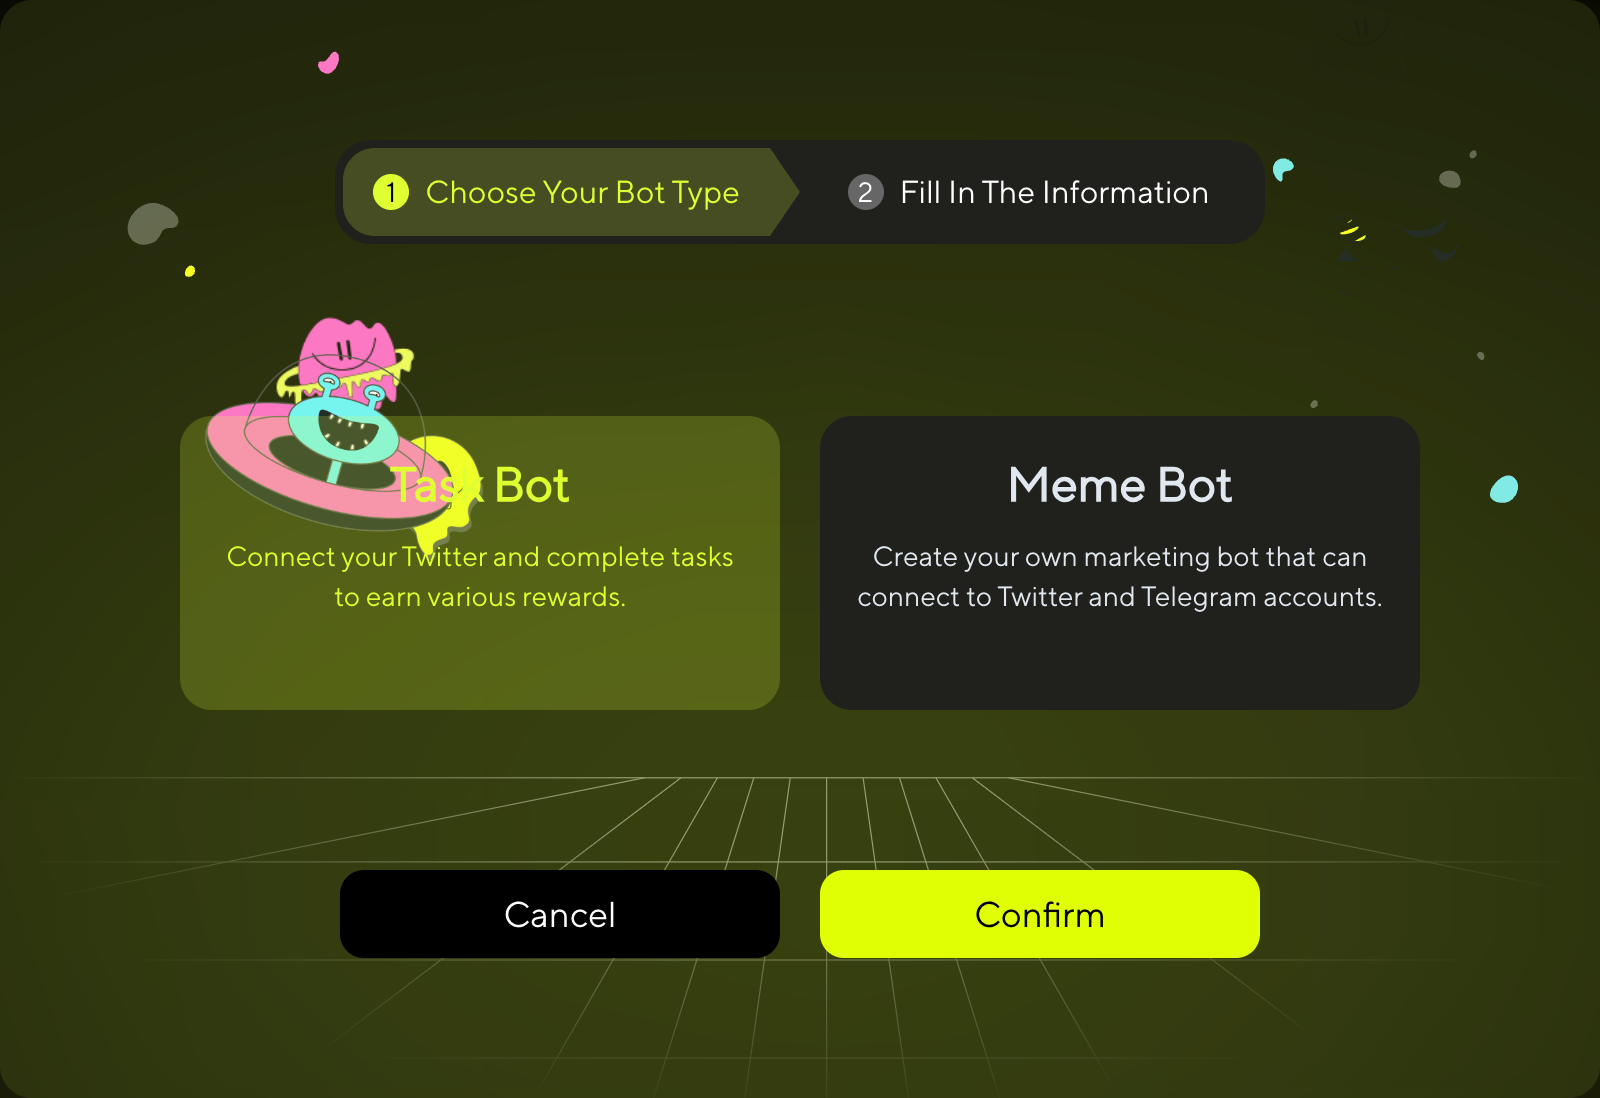 1 Choose Your Bot Type
2 Fill In The Information
Task Bot
Connect your Twitter and complete tasks
to earn various rewards.
Meme Bot
Create your own marketing bot that can
connect to Twitter and Telegram accounts.
Cancel
Confirm